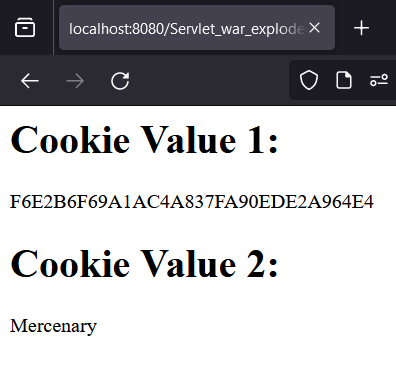 localhost:8080/Servlet_war_explode
Cookie Value 1:
F6E2B6F69A1AC4A837FA90EDE2A964E4
Cookie Value 2:
Mercenary